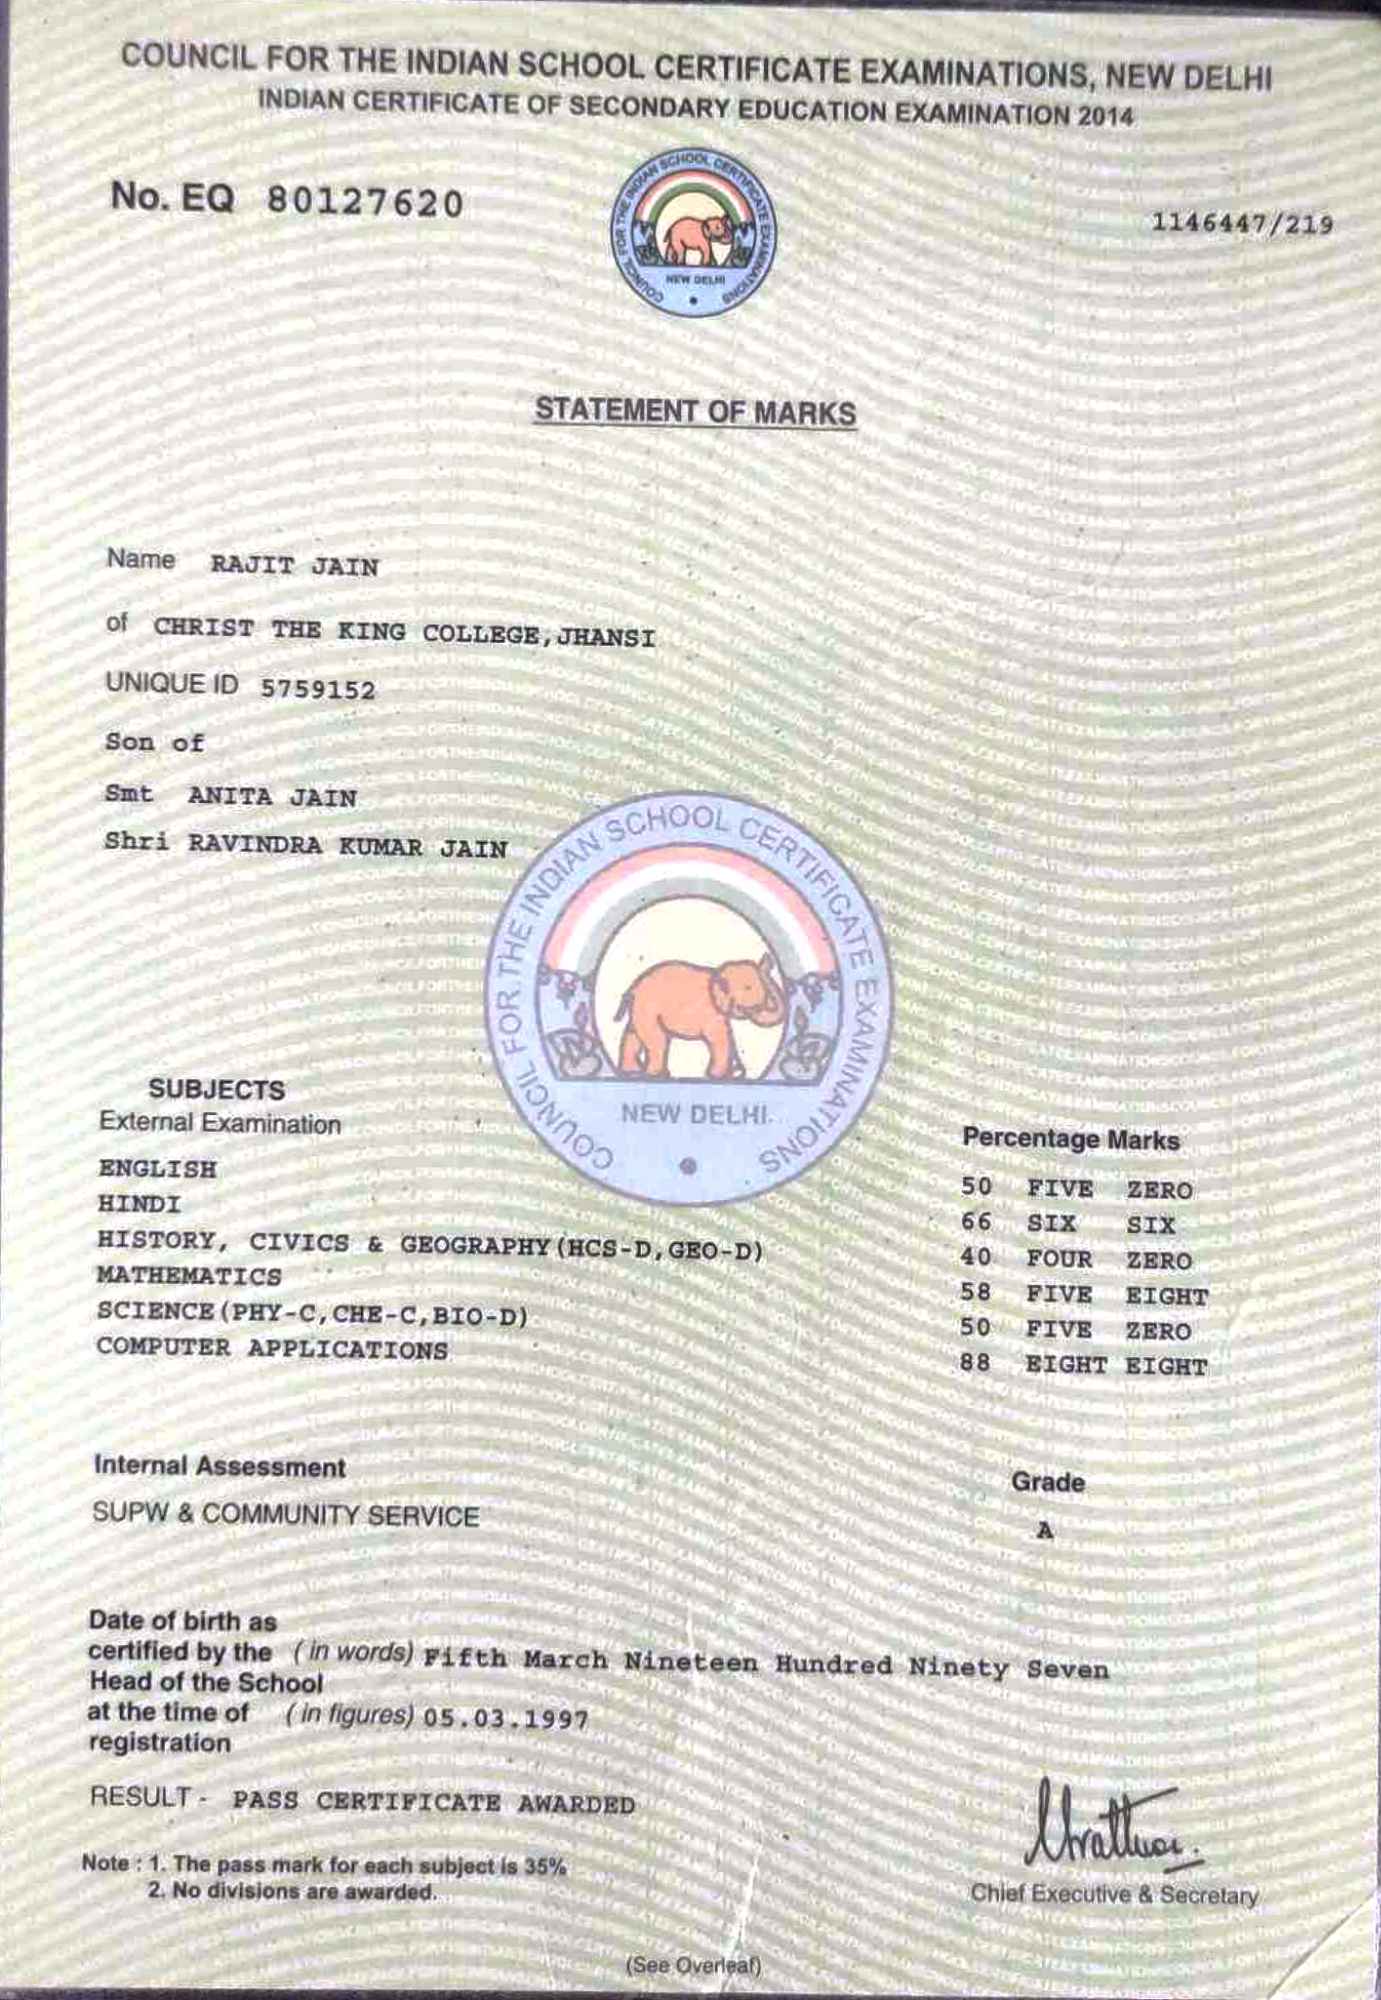 COUNCIL FOR THE INDIAN SCHOOL CERTIFICATE EXAMINATIONS, NEW DELHI
INDIAN CERTIFICATE OF SECONDARY EDUCATION EXAMINATION 2014
No. EQ 80127620
COUNCIL FOR THE INDIAN SCHOOL CERTIFICATE EXAMINATIONS
NEW DELHI
1146447/219
STATEMENT OF MARKS
Name RAJIT JAIN
of CHRIST THE KING COLLEGE,JHANSI
UNIQUE ID 5759152
Son of
Smt ANITA JAIN
Shri RAVINDRA KUMAR JAIN
COUNCIL FOR THE INDIAN SCHOOL CERTIFICATE EXAMINATIONS
NEW DELHI
SUBJECTS
External Examination Percentage Marks
ENGLISH 50 FIVE ZERO
HINDI 66 SIX SIX
HISTORY, CIVICS & GEOGRAPHY(HCS-D,GEO-D) 40 FOUR ZERO
MATHEMATICS 58 FIVE EIGHT
SCIENCE(PHY-C,CHE-C,BIO-D) 50 FIVE ZERO
COMPUTER APPLICATIONS 88 EIGHT EIGHT
Internal Assessment Grade
SUPW & COMMUNITY SERVICE A
Date of birth as
certified by the (in words) Fifth March Nineteen Hundred Ninety Seven
Head of the School
at the time of (in figures) 05.03.1997
registration
RESULT - PASS CERTIFICATE AWARDED
Note : 1. The pass mark for each subject is 35%
2. No divisions are awarded.
Chief Executive & Secretary
(See Overleaf)